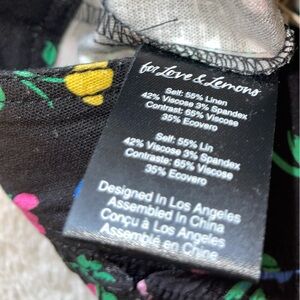 for Love & Lemons
Self: 55% Linen
42% Viscose 3% Spandex
Contrast: 65% Viscose
35% Ecovero
Self: 55% Lin
42% Viscose 3% Spandex
Contraste: 65% Viscose
35% Ecovero
Designed In Los Angeles
Assembled In China
Conçu à Los Angeles
Assemblé en Chine